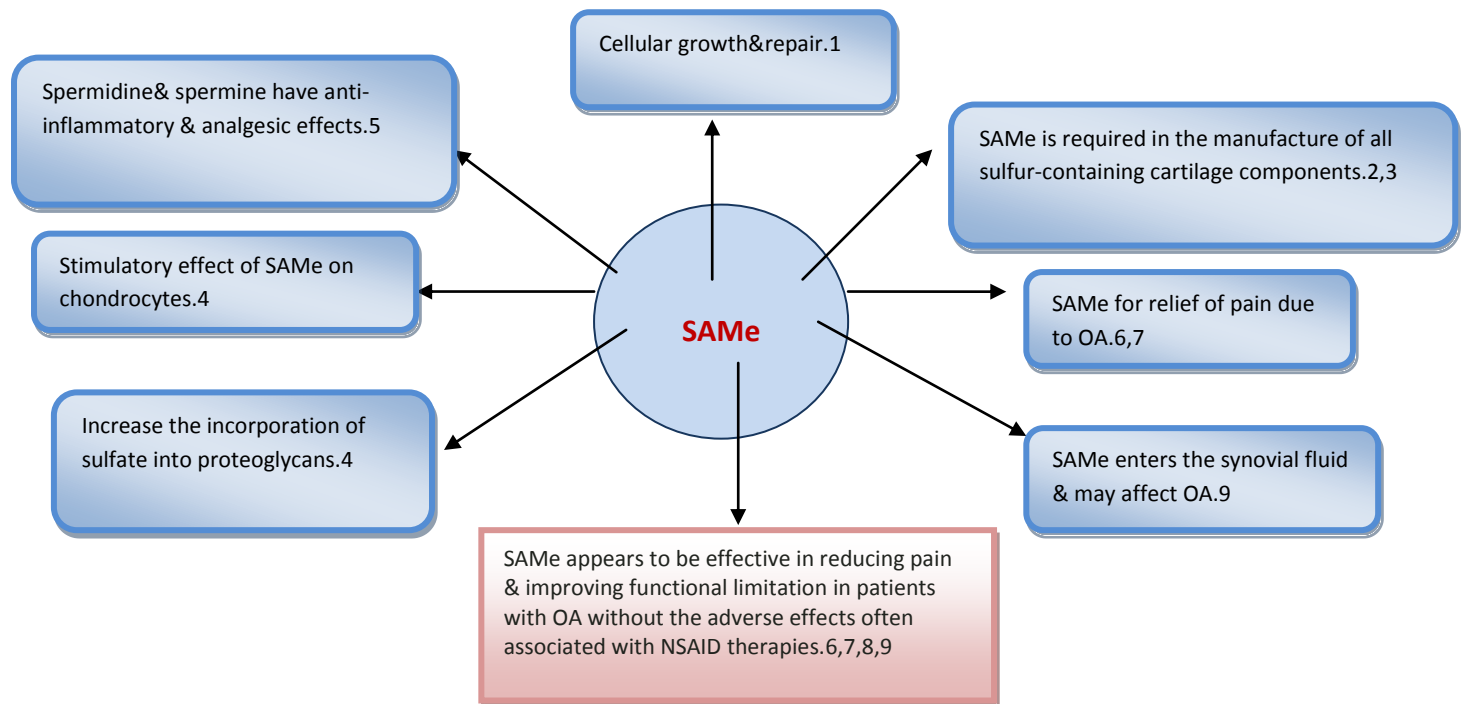 Cellular growth&repair.1
Spermidine& spermine have anti-
inflammatory & analgesic effects.5
SAMe is required in the manufacture of all
sulfur-containing cartilage components.2,3
Stimulatory effect of SAMe on
chondrocytes.4
SAMe
SAMe for relief of pain due
to OA.6,7
Increase the incorporation of
sulfate into proteoglycans.4
SAMe enters the synovial fluid
& may affect OA.9
SAMe appears to be effective in reducing pain
& improving functional limitation in patients
with OA without the adverse effects often
associated with NSAID therapies.6,7,8,9